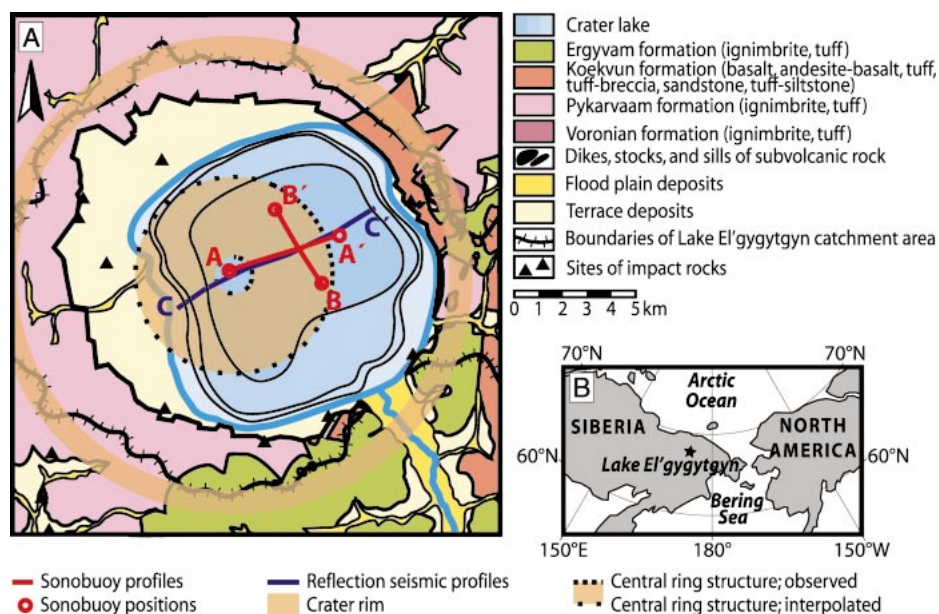 A
B´
C´
A´
A
C
B
Crater lake
Ergyvam formation (ignimbrite, tuff)
Koekvun formation (basalt, andesite-basalt, tuff,
tuff-breccia, sandstone, tuff-siltstone)
Pykarvaam formation (ignimbrite, tuff)
Voronian formation (ignimbrite, tuff)
Dikes, stocks, and sills of subvolcanic rock
Flood plain deposits
Terrace deposits
Boundaries of Lake El'gygytgyn catchment area
Sites of impact rocks
0 1 2 3 4 5 km
B
70°N
70°N
Arctic
Ocean
SIBERIA
NORTH
AMERICA
60°N
Lake El'gygytgyn
60°N
Bering
Sea
150°E
180°
150°W
Sonobuoy profiles
Sonobuoy positions
Reflection seismic profiles
Crater rim
Central ring structure; observed
Central ring structure; interpolated